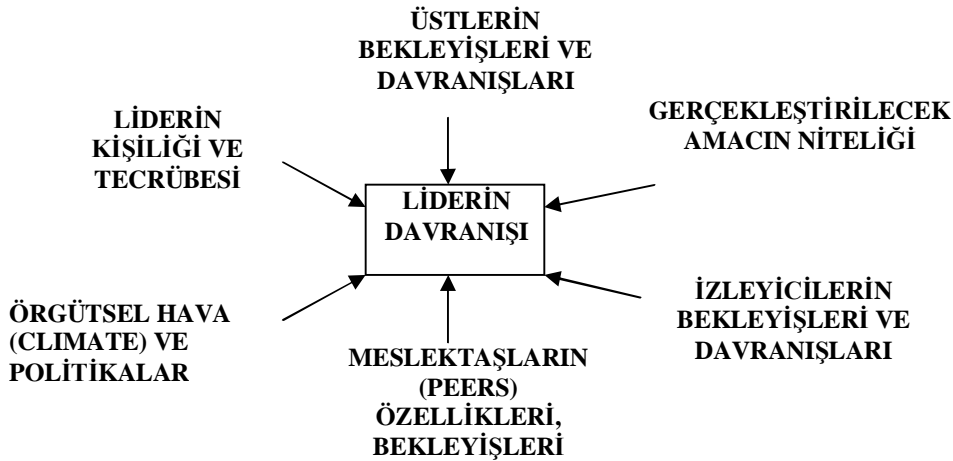 ÜSTLERİN
BEKLEYİŞLERİ VE
DAVRANIŞLARI
LİDERİN
KİŞİLİĞİ VE
TECRÜBESİ
GERÇEKLEŞTİRİLECEK
AMACIN NİTELİĞİ
LİDERİN
DAVRANIŞI
ÖRGÜTSEL HAVA
(CLIMATE) VE
POLİTİKALAR
MESLEKTAŞLARIN
(PEERS)
ÖZELLİKLERİ,
BEKLEYİŞLERİ
İZLEYİCİLERİN
BEKLEYİŞLERİ VE
DAVRANIŞLARI